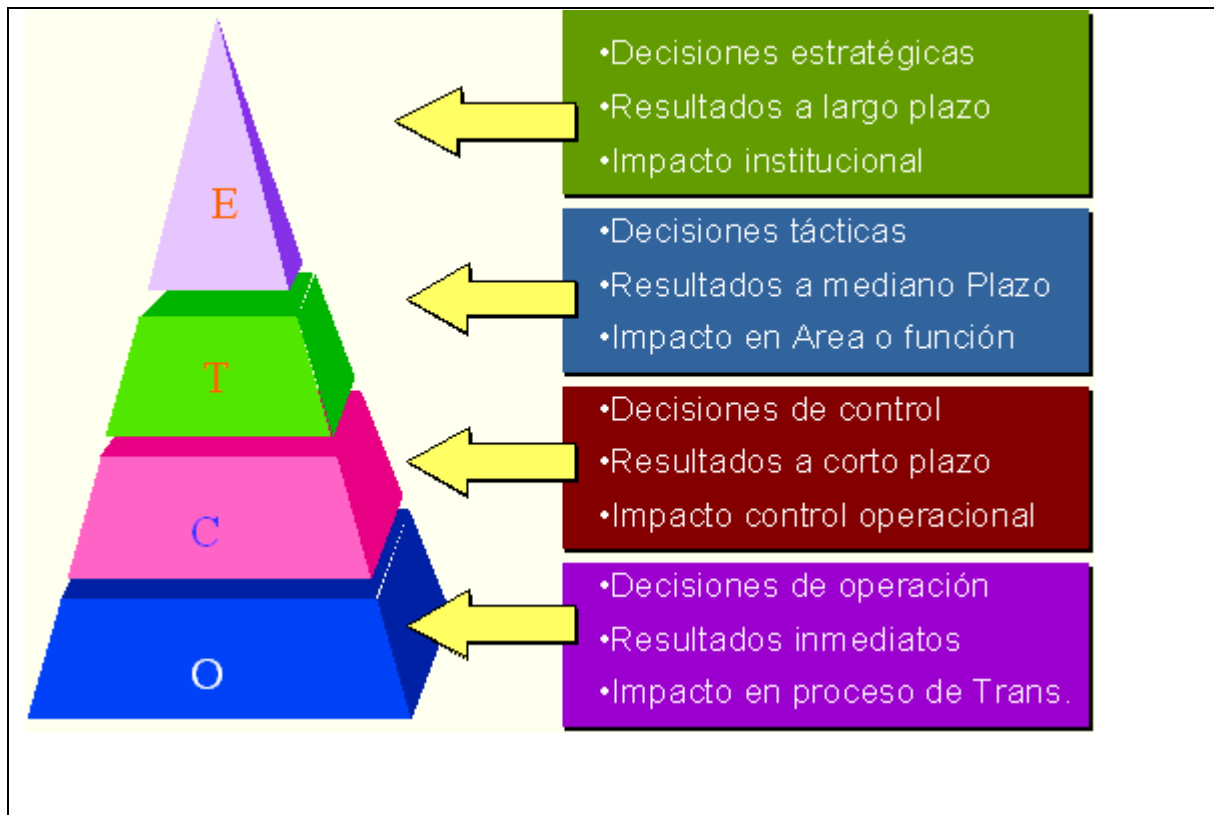 E
•Decisiones estratégicas
•Resultados a largo plazo
•Impacto institucional
T
•Decisiones tácticas
•Resultados a mediano Plazo
•Impacto en Area o función
C
•Decisiones de control
•Resultados a corto plazo
•Impacto control operacional
O
•Decisiones de operación
•Resultados inmediatos
•Impacto en proceso de Trans.